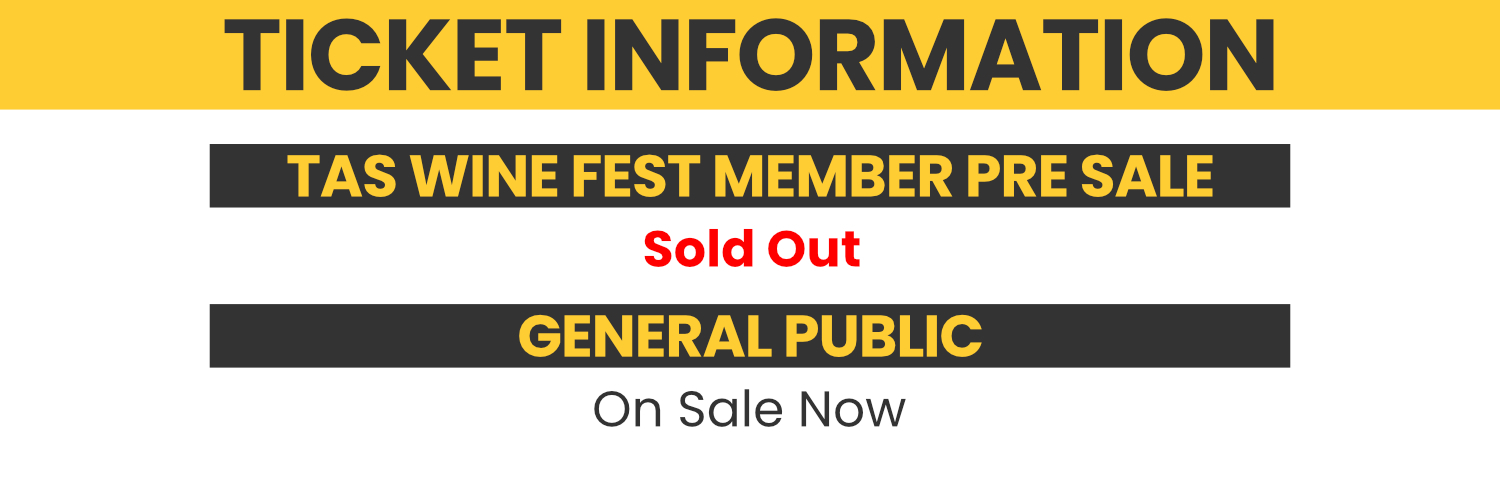 TICKET INFORMATION
TAS WINE FEST MEMBER PRE SALE
Sold Out
GENERAL PUBLIC
On Sale Now